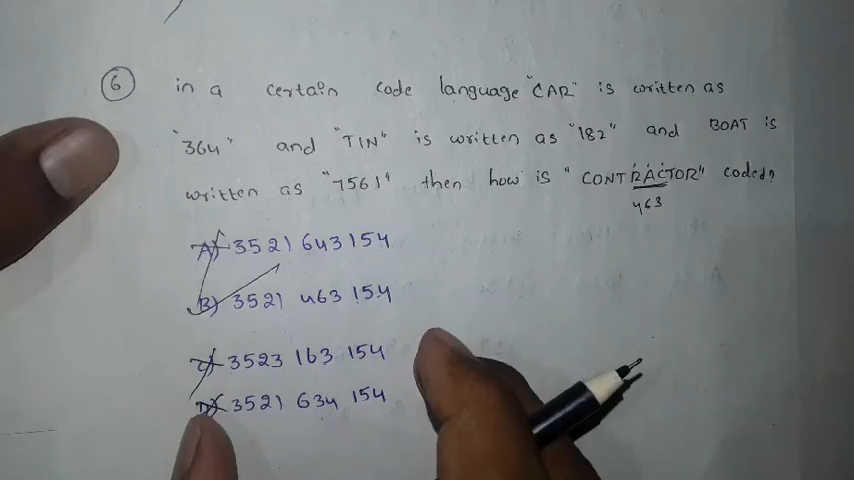 6 in a certain code language "CAR" is written as
"364" and "TIN" is written as "182" and BOAT is
written as "7561" then how is "CONTRACTOR" coded?
463
A) 3521 643154
B) 3521 463 154
C) 3523 163 154
D) 3521 634 154